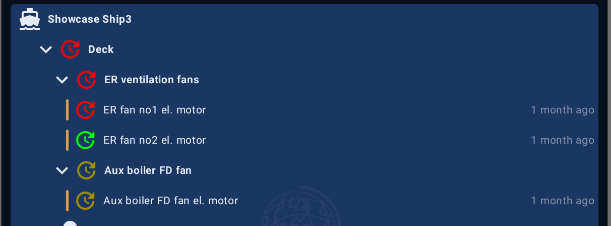 Showcase Ship3
Deck
ER ventilation fans
ER fan no1 el. motor 1 month ago
ER fan no2 el. motor 1 month ago
Aux boiler FD fan
Aux boiler FD fan el. motor 1 month ago